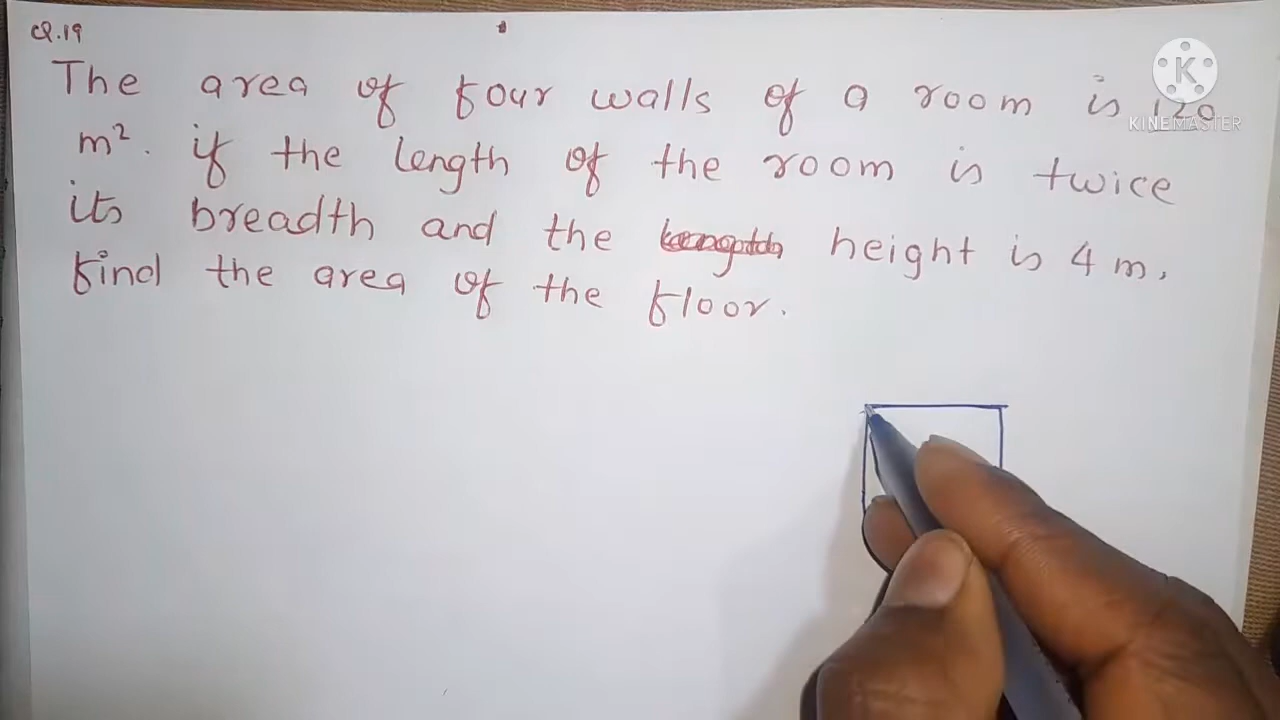 Q.19
The area of four walls of a room is 120
m². if the length of the room is twice
its breadth and the height is 4 m,
find the area of the floor.
K
KINEMASTER